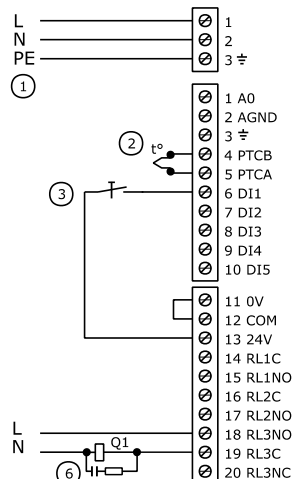 L 1
N 2
PE 3
1
1 A0
2 AGND
3
2 t° 4 PTCB
5 PTCA
3 6 DI1
7 DI2
8 DI3
9 DI4
10 DI5
11 0V
12 COM
13 24V
14 RL1C
15 RL1NO
16 RL2C
17 RL2NO
L 18 RL3NO
N Q1 19 RL3C
6 20 RL3NC